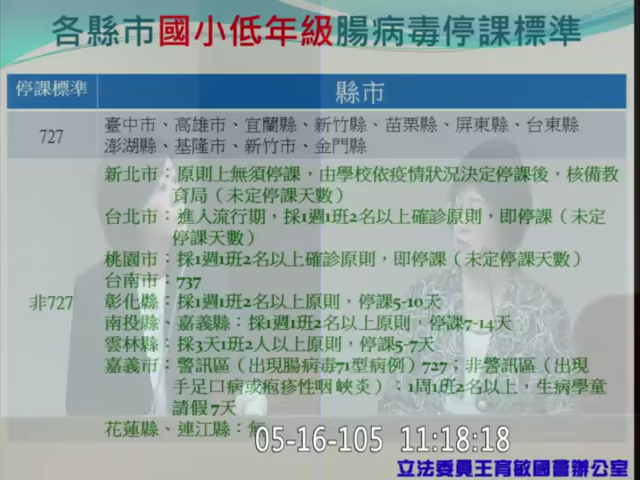 各縣市國小低年級腸病毒停課標準
停課標準 縣市
727 臺中市、高雄市、宜蘭縣、新竹縣、苗栗縣、屏東縣、台東縣
澎湖縣、基隆市、新竹市、金門縣
非727
新北市：原則上無須停課，由學校依疫情狀況決定停課後，核備教
育局（未定停課天數）
台北市：進入流行期，採1週1班2名以上確診原則，即停課（未定
停課天數）
桃園市：採1週1班2名以上確診原則，即停課（未定停課天數）
台南市：737
彰化縣：採1週1班2名以上原則，停課5-10天
南投縣、嘉義縣：採1週1班2名以上原則，停課7-14天
雲林縣：採3天1班2人以上原則，停課5-7天
嘉義市：警訊區（出現腸病毒71型病例）727；非警訊區（出現
手足口病或疱疹性咽峽炎）：1周1班2名以上，生病學童
請假7天
花蓮縣、連江縣：無
05-16-105 11:18:18
立法委員王育敏國會辦公室